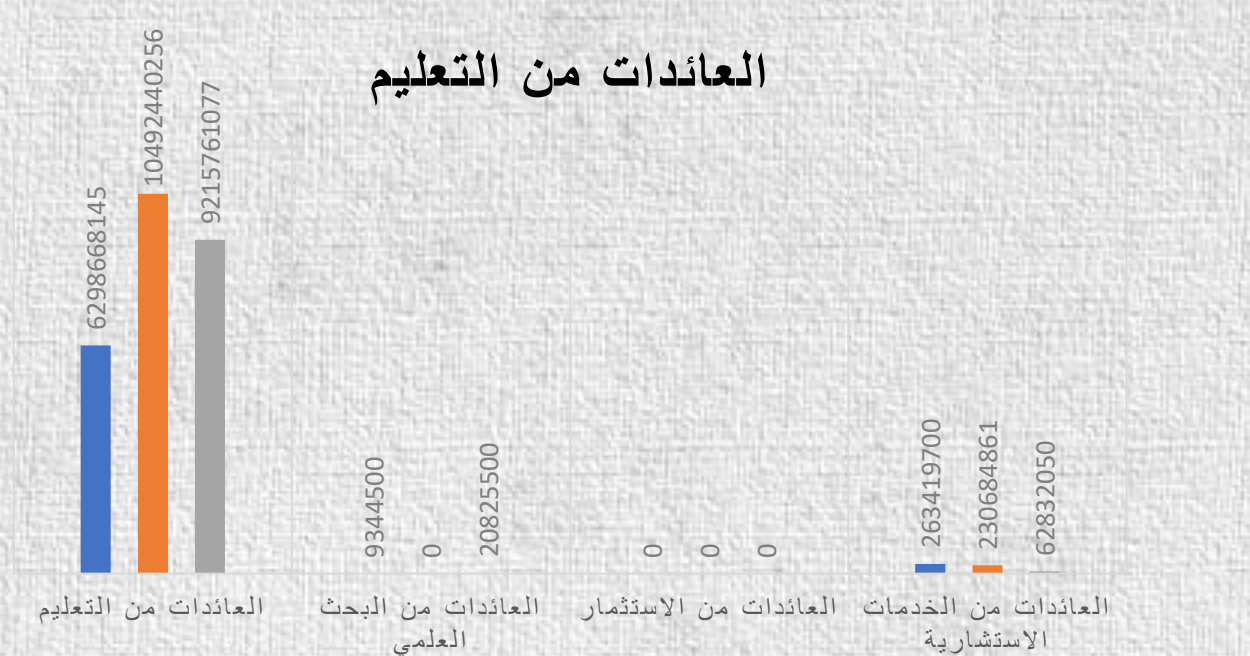 العائدات من التعليم
6298668145
10492440256
9215761077
9344500
0
20825500
0
0
0
263419700
230684861
62832050
العائدات من التعليم
العائدات من البحث
العلمي
العائدات من الاستثمار
العائدات من الخدمات
الاستشارية